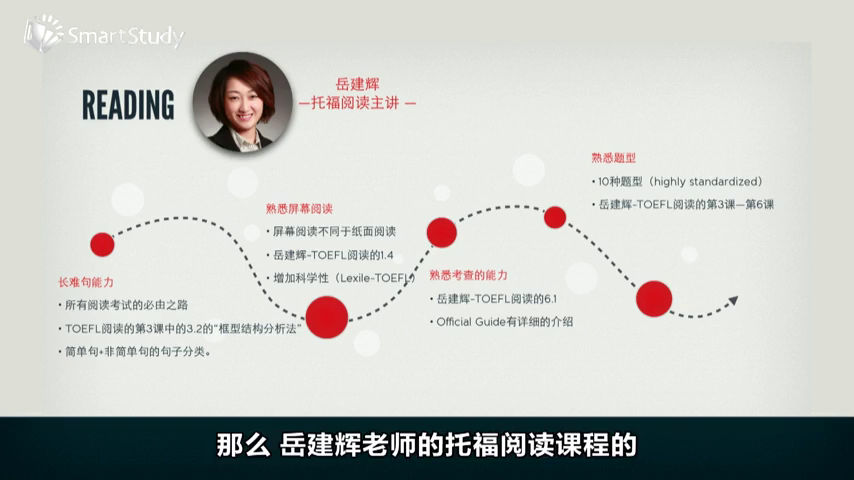 SmartStudy
READING
岳建辉
—托福阅读主讲 —
长难句能力
• 所有阅读考试的必由之路
• TOEFL阅读的第3课中的3.2的“框型结构分析法”
• 简单句+非简单句的句子分类。
熟悉屏幕阅读
• 屏幕阅读不同于纸面阅读
• 岳建辉-TOEFL阅读的1.4
• 增加科学性（Lexile-TOEFL）
熟悉考查的能力
• 岳建辉-TOEFL阅读的6.1
• Official Guide有详细的介绍
熟悉题型
• 10种题型（highly standardized）
• 岳建辉-TOEFL阅读的第3课—第6课
那么 岳建辉老师的托福阅读课程的